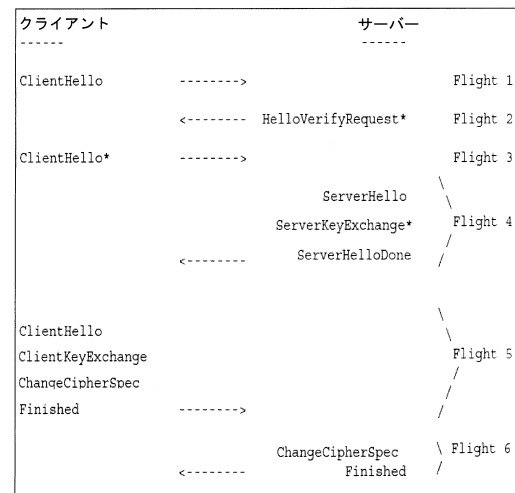 クライアント サーバー
------ ------
ClientHello --------> Flight 1
<-------- HelloVerifyRequest* Flight 2
ClientHello* --------> Flight 3
\
ServerHello \
ServerKeyExchange* Flight 4
/
<-------- ServerHelloDone /
\
ClientHello \
ClientKeyExchange Flight 5
ChangeCipherSpec /
Finished --------> /
ChangeCipherSpec \ Flight 6
<-------- Finished /